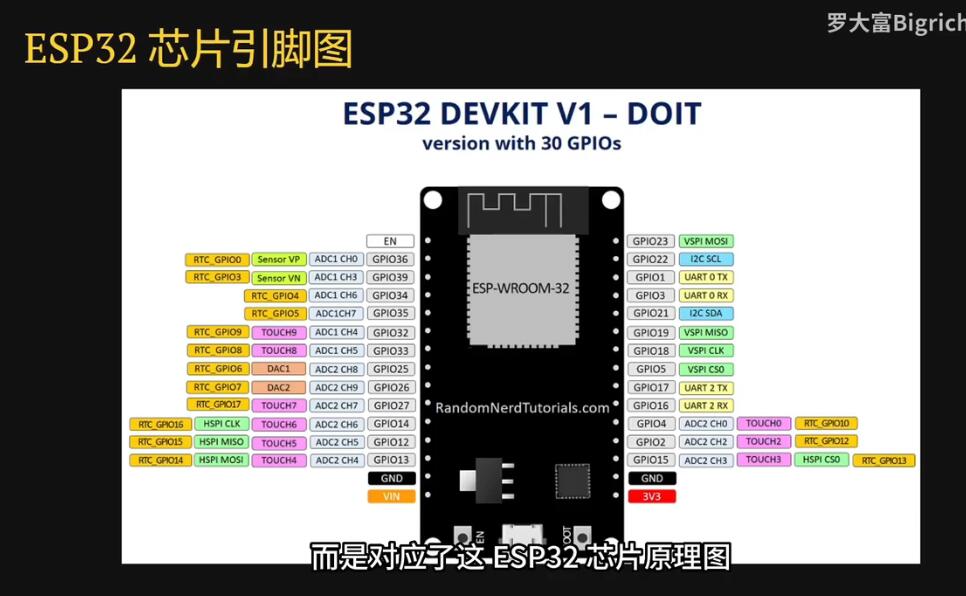 罗大富Bigrich
ESP32 芯片引脚图
ESP32 DEVKIT V1 – DOIT
version with 30 GPIOs
EN
GPIO23 VSPI MOSI
RTC_GPIO0 Sensor VP ADC1 CH0 GPIO36
GPIO22 I2C SCL
RTC_GPIO3 Sensor VN ADC1 CH3 GPIO39
GPIO1 UART 0 TX
RTC_GPIO4 ADC1 CH6 GPIO34
GPIO3 UART 0 RX
RTC_GPIO5 ADC1CH7 GPIO35
GPIO21 I2C SDA
RTC_GPIO9 TOUCH9 ADC1 CH4 GPIO32
GPIO19 VSPI MISO
RTC_GPIO8 TOUCH8 ADC1 CH5 GPIO33
GPIO18 VSPI CLK
RTC_GPIO6 DAC1 ADC2 CH8 GPIO25
GPIO5 VSPI CS0
RTC_GPIO7 DAC2 ADC2 CH9 GPIO26
GPIO17 UART 2 TX
RTC_GPIO17 TOUCH7 ADC2 CH7 GPIO27
GPIO16 UART 2 RX
RTC_GPIO16 HSPI CLK TOUCH6 ADC2 CH6 GPIO14
GPIO4 ADC2 CH0 TOUCH0 RTC_GPIO10
RTC_GPIO15 HSPI MISO TOUCH5 ADC2 CH5 GPIO12
GPIO2 ADC2 CH2 TOUCH2 RTC_GPIO12
RTC_GPIO14 HSPI MOSI TOUCH4 ADC2 CH4 GPIO13
GPIO15 ADC2 CH3 TOUCH3 HSPI CS0 RTC_GPIO13
GND
GND
VIN
3V3
ESP-WROOM-32
RandomNerdTutorials.com
EN
而是对应了这 ESP32 芯片原理图